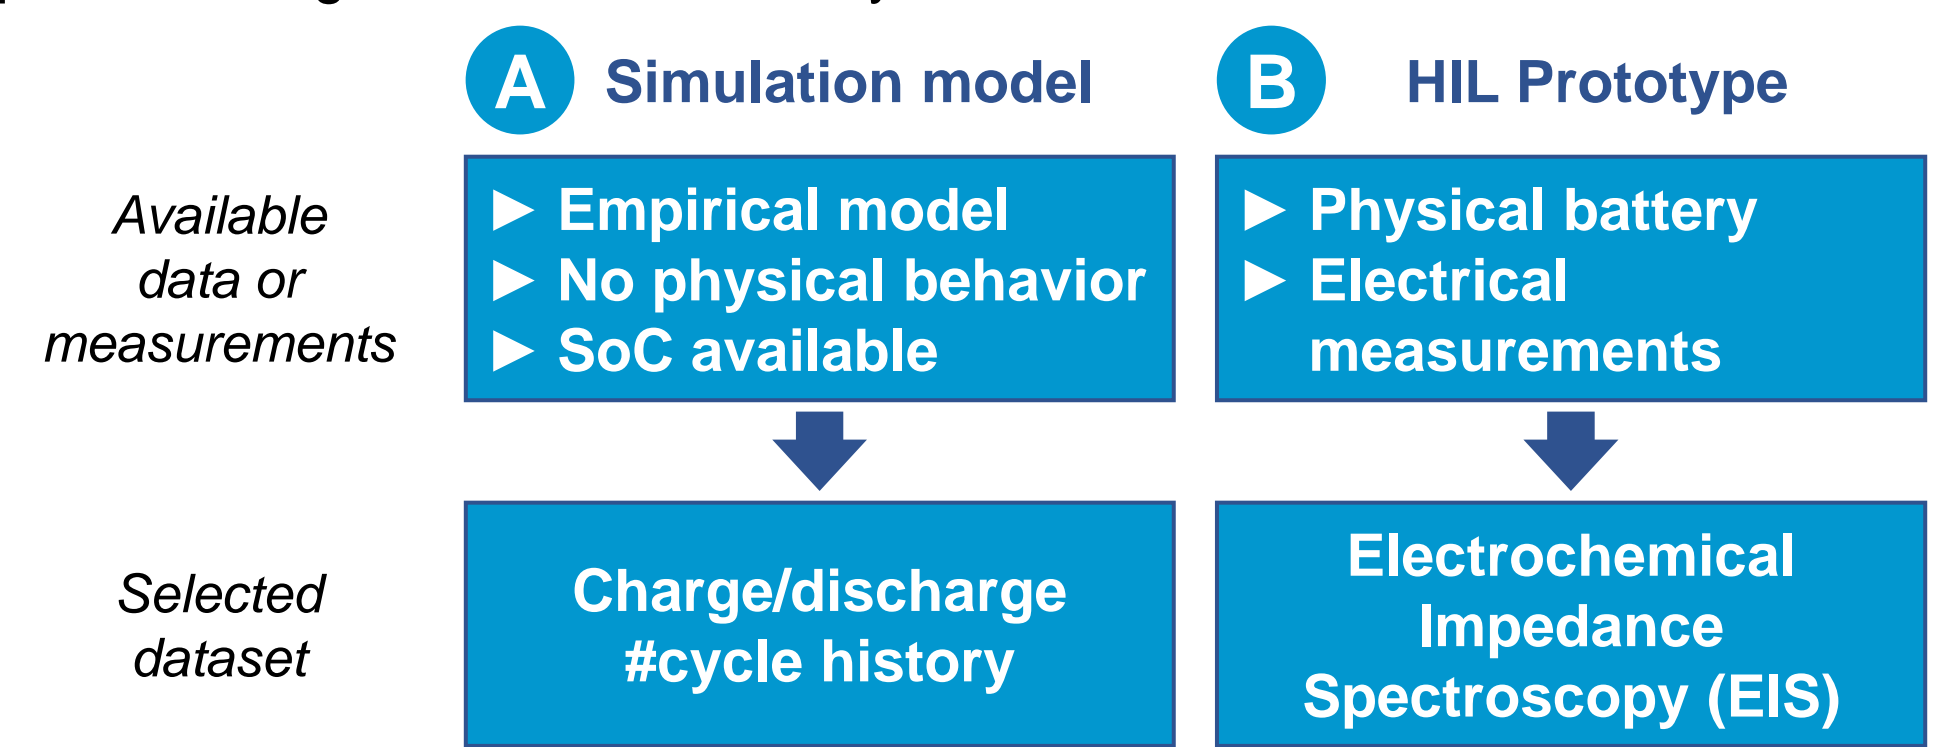 A Simulation model
B HIL Prototype
Available
data or
measurements
► Empirical model
► No physical behavior
► SoC available
► Physical battery
► Electrical
measurements
Selected
dataset
Charge/discharge
#cycle history
Electrochemical
Impedance
Spectroscopy (EIS)